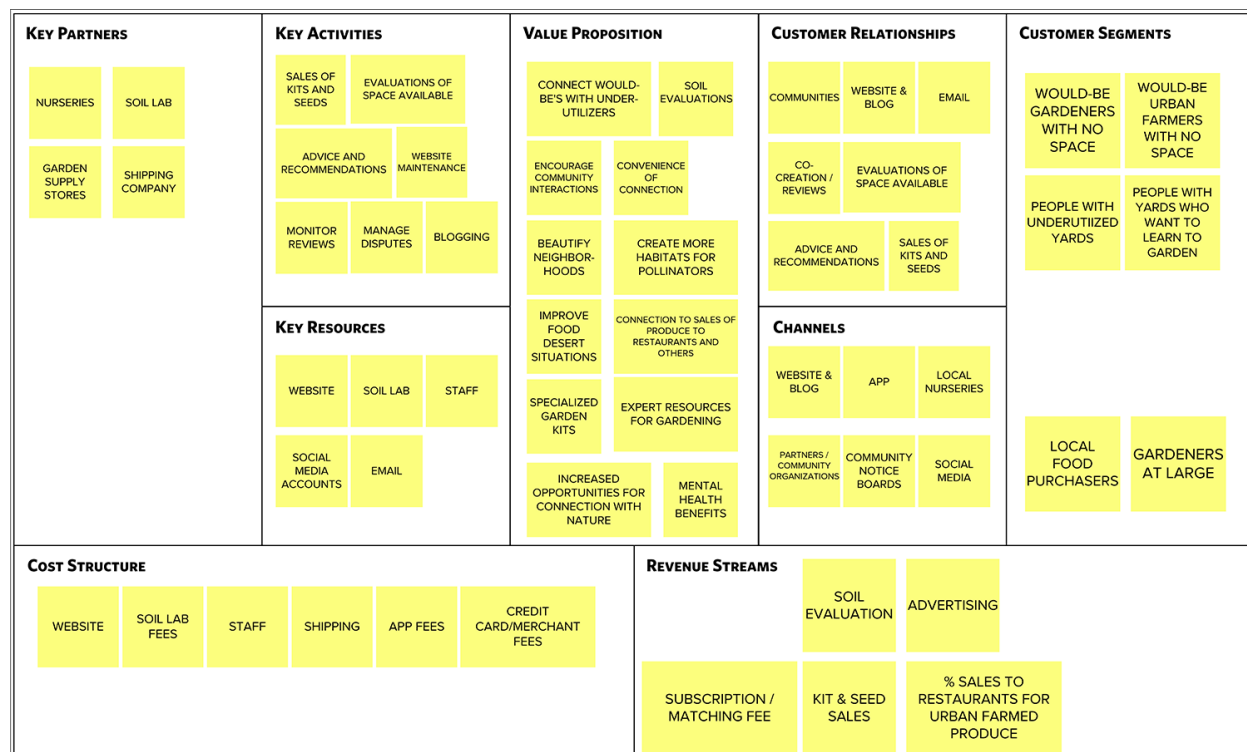 Key Partners
NURSERIES
SOIL LAB
GARDEN
SUPPLY
STORES
SHIPPING
COMPANY
Key Activities
SALES OF
KITS AND
SEEDS
EVALUATIONS OF
SPACE AVAILABLE
ADVICE AND
RECOMMENDATIONS
WEBSITE
MAINTENANCE
MONITOR
REVIEWS
MANAGE
DISPUTES
BLOGGING
Key Resources
WEBSITE
SOIL LAB
STAFF
SOCIAL
MEDIA
ACCOUNTS
EMAIL
Value Proposition
CONNECT WOULD-
BE'S WITH UNDER-
UTILIZERS
SOIL
EVALUATIONS
ENCOURAGE
COMMUNITY
INTERACTIONS
CONVENIENCE
OF
CONNECTION
BEAUTIFY
NEIGHBOR-
HOODS
CREATE MORE
HABITATS FOR
POLLINATORS
IMPROVE
FOOD
DESERT
SITUATIONS
CONNECTION TO SALES OF
PRODUCE TO
RESTAURANTS AND
OTHERS
SPECIALIZED
GARDEN
KITS
EXPERT RESOURCES
FOR GARDENING
INCREASED
OPPORTUNITIES FOR
CONNECTION WITH
NATURE
MENTAL
HEALTH
BENEFITS
Customer Relationships
COMMUNITIES
WEBSITE
& BLOG
EMAIL
CO-
CREATION /
REVIEWS
EVALUATIONS OF
SPACE AVAILABLE
ADVICE AND
RECOMMENDATIONS
SALES OF
KITS AND
SEEDS
Channels
WEBSITE &
BLOG
APP
LOCAL
NURSERIES
PARTNERS /
COMMUNITY
ORGANIZATIONS
COMMUNITY
NOTICE
BOARDS
SOCIAL
MEDIA
Customer Segments
WOULD-BE
GARDENERS
WITH NO
SPACE
WOULD-BE
URBAN
FARMERS
WITH NO
SPACE
PEOPLE WITH
UNDERUTIIZED
YARDS
PEOPLE WITH
YARDS WHO
WANT TO
LEARN TO
GARDEN
LOCAL
FOOD
PURCHASERS
GARDENERS
AT LARGE
Cost Structure
WEBSITE
SOIL LAB
FEES
STAFF
SHIPPING
APP FEES
CREDIT
CARD/MERCHANT
FEES
Revenue Streams
SOIL
EVALUATION
ADVERTISING
SUBSCRIPTION /
MATCHING FEE
KIT & SEED
SALES
% SALES TO
RESTAURANTS FOR
URBAN FARMED
PRODUCE